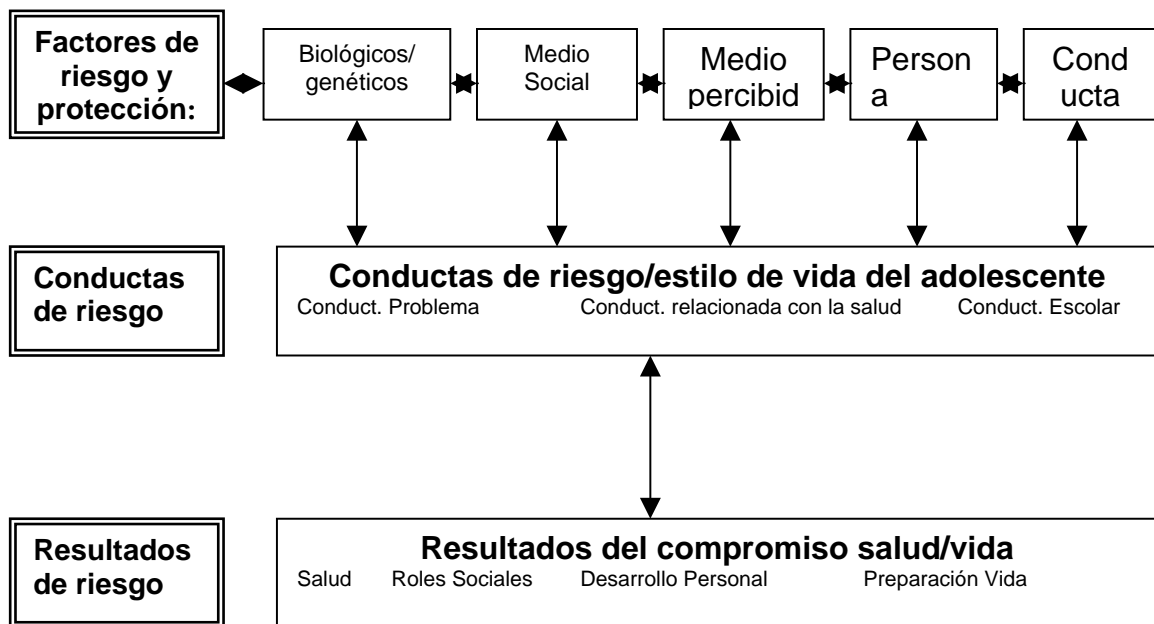 Factores de
riesgo y
protección:
Biológicos/
genéticos
Medio
Social
Medio
percibid
Person
a
Cond
ucta
Conductas
de riesgo
Conductas de riesgo/estilo de vida del adolescente
Conduct. Problema Conduct. relacionada con la salud Conduct. Escolar
Resultados
de riesgo
Resultados del compromiso salud/vida
Salud Roles Sociales Desarrollo Personal Preparación Vida